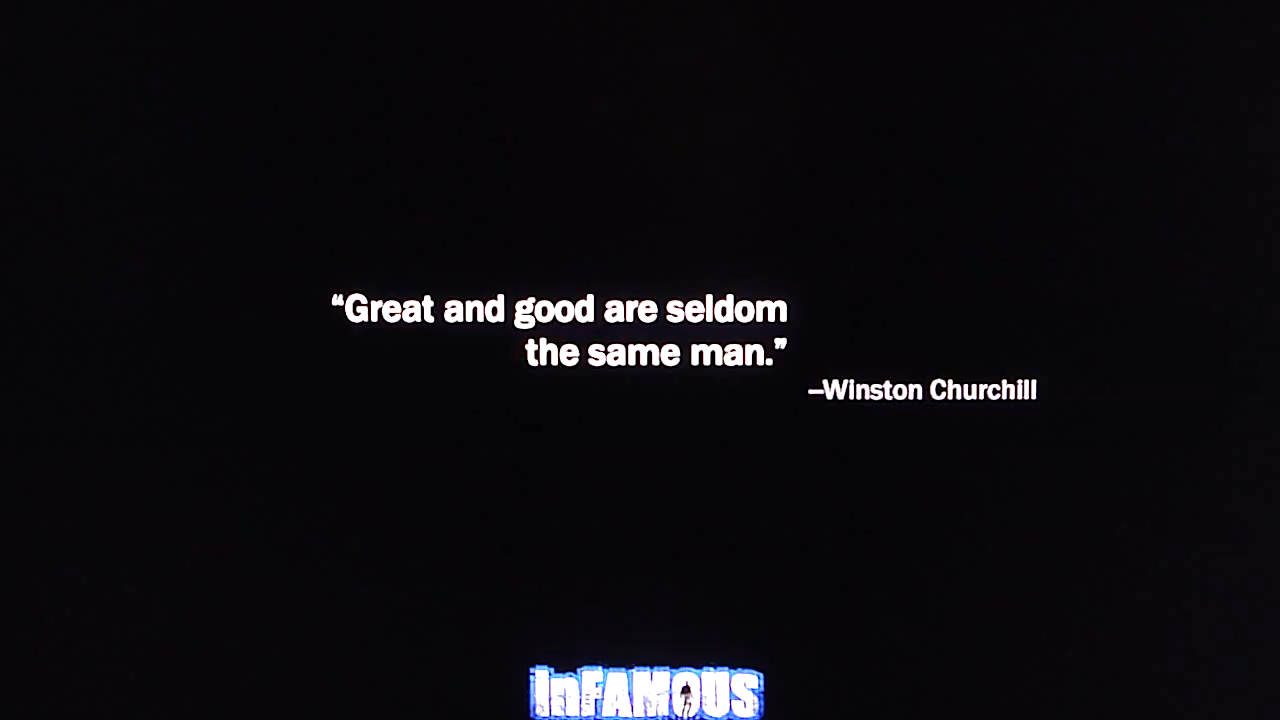 “Great and good are seldom
the same man.”
–Winston Churchill
inFAMOUS